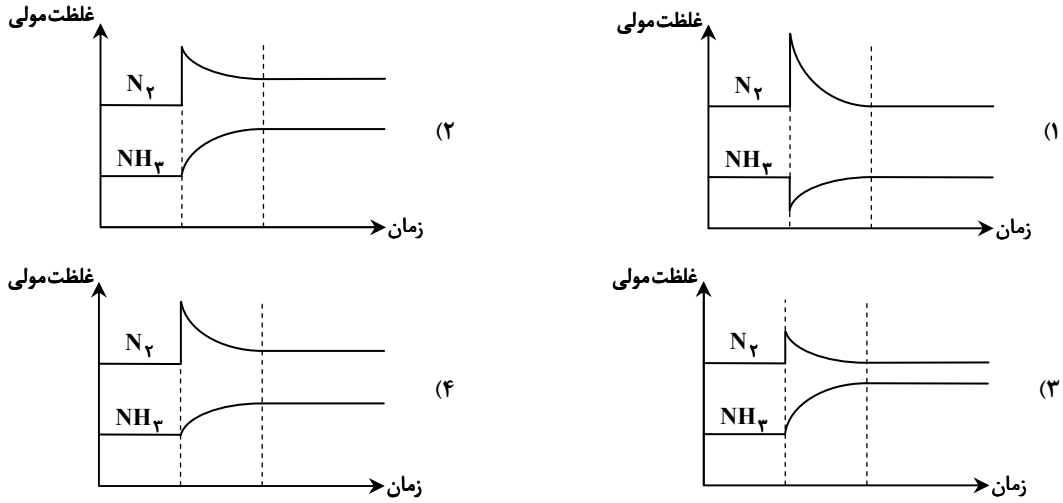 غلظت مولی
N۲
NH۳
زمان
۱)
غلظت مولی
N۲
NH۳
زمان
۲)
غلظت مولی
N۲
NH۳
زمان
۳)
غلظت مولی
N۲
NH۳
زمان
۴)